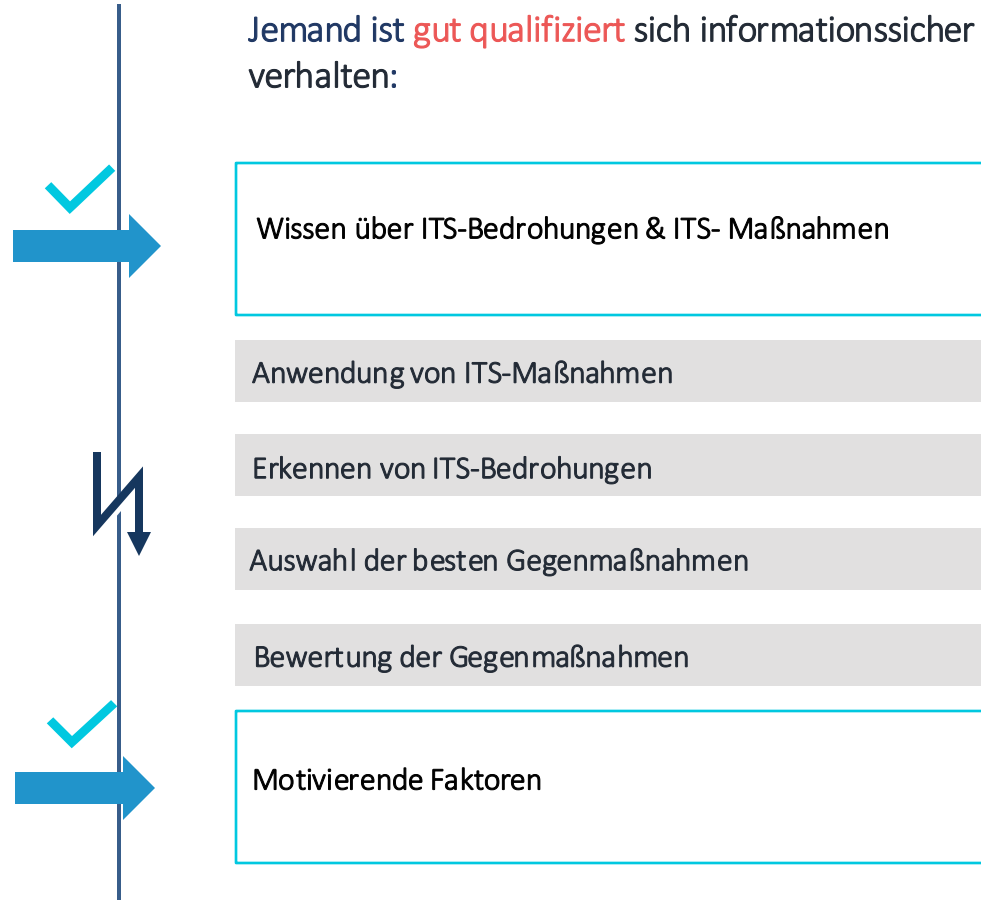 Jemand ist gut qualifiziert sich informationssicher
verhalten:
Wissen über ITS-Bedrohungen & ITS- Maßnahmen
Anwendung von ITS-Maßnahmen
Erkennen von ITS-Bedrohungen
Auswahl der besten Gegenmaßnahmen
Bewertung der Gegenmaßnahmen
Motivierende Faktoren